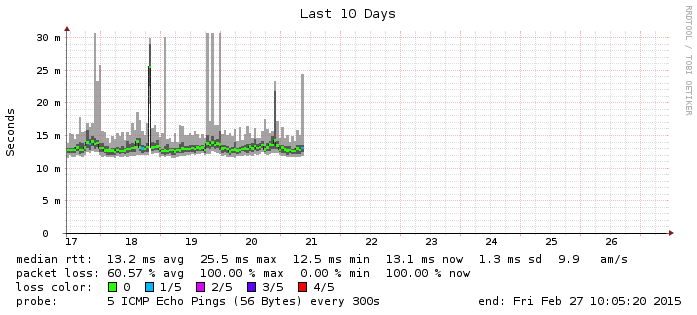 Last 10 Days
RRDTOOL / TOBI OETIKER
Seconds
30 m
25 m
20 m
15 m
10 m
5 m
0
17 18 19 20 21 22 23 24 25 26
median rtt: 13.2 ms avg 25.5 ms max 12.5 ms min 13.1 ms now 1.3 ms sd 9.9 am/s
packet loss: 60.57 % avg 100.00 % max 0.00 % min 100.00 % now
loss color: 0 1/5 2/5 3/5 4/5
probe: 5 ICMP Echo Pings (56 Bytes) every 300s end: Fri Feb 27 10:05:20 2015